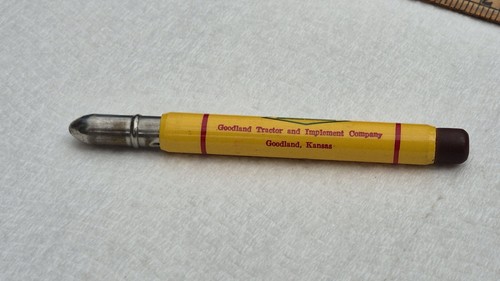 Goodland Tractor and Implement Company
Goodland, Kansas